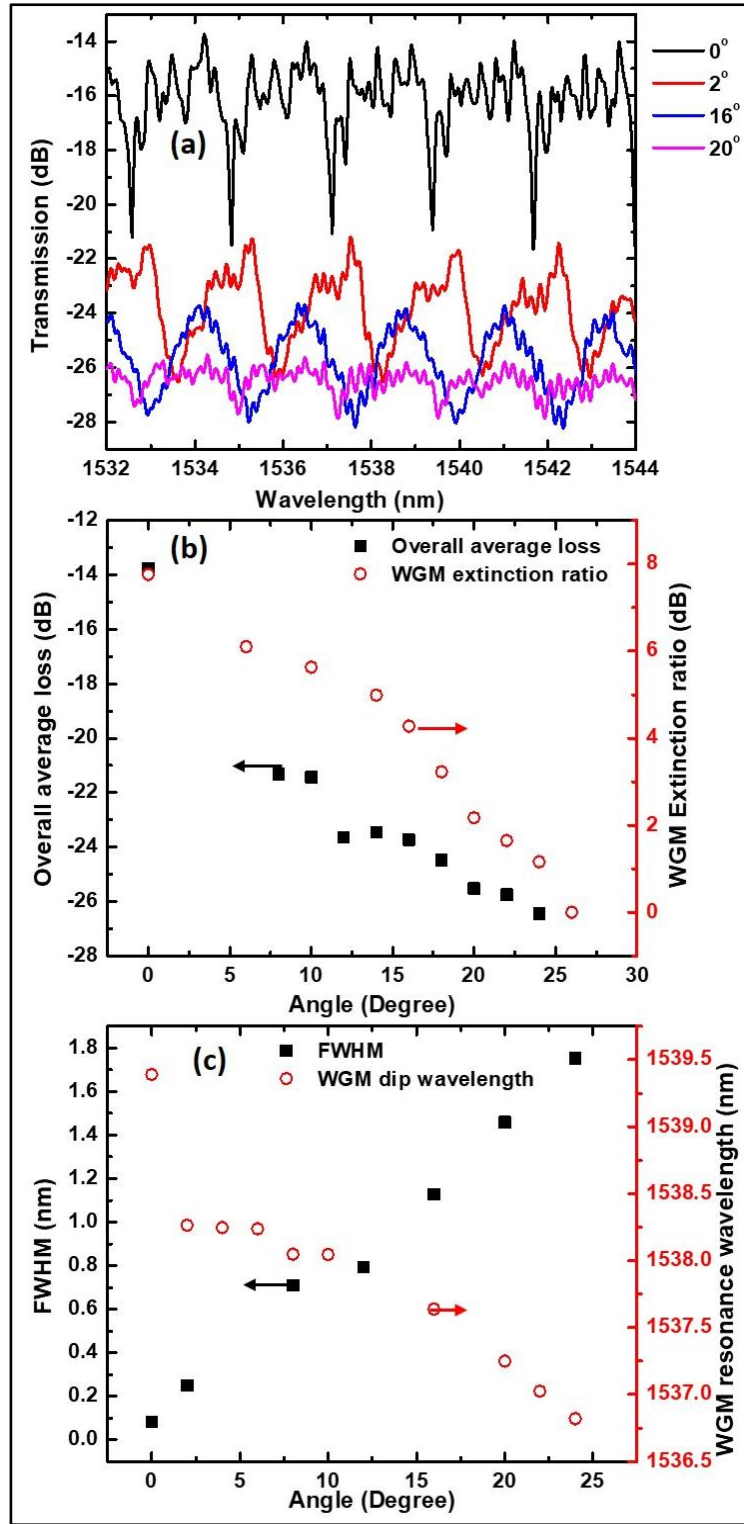 -14
-16
-18
-20
-22
-24
-26
-28
Transmission (dB)
(a)
0°
2°
16°
20°
1532 1534 1536 1538 1540 1542 1544
Wavelength (nm)
-12
-14
-16
-18
-20
-22
-24
-26
-28
Overall average loss (dB)
(b)
Overall average loss
WGM extinction ratio
8
6
4
2
0
WGM Extinction ratio (dB)
0 5 10 15 20 25 30
Angle (Degree)
1.8
1.6
1.4
1.2
1.0
0.8
0.6
0.4
0.2
0.0
FWHM (nm)
(c)
FWHM
WGM dip wavelength
1539.5
1539.0
1538.5
1538.0
1537.5
1537.0
1536.5
WGM resonance wavelength (nm)
0 5 10 15 20 25
Angle (Degree)